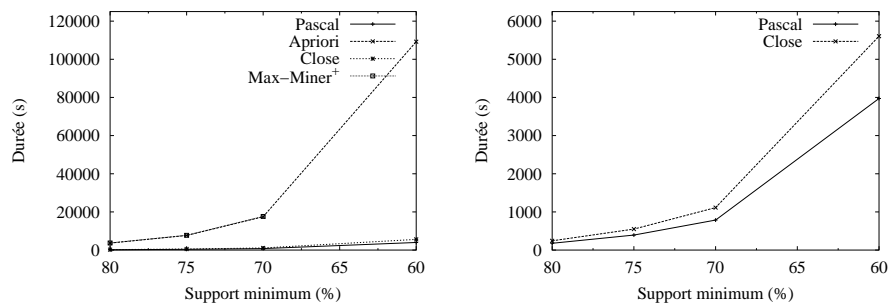 Pascal
Apriori
Close
Max–Miner+
120000
100000
80000
60000
40000
20000
0
Durée (s)
80 75 70 65 60
Support minimum (%)
Pascal
Close
6000
5000
4000
3000
2000
1000
0
Durée (s)
80 75 70 65 60
Support minimum (%)